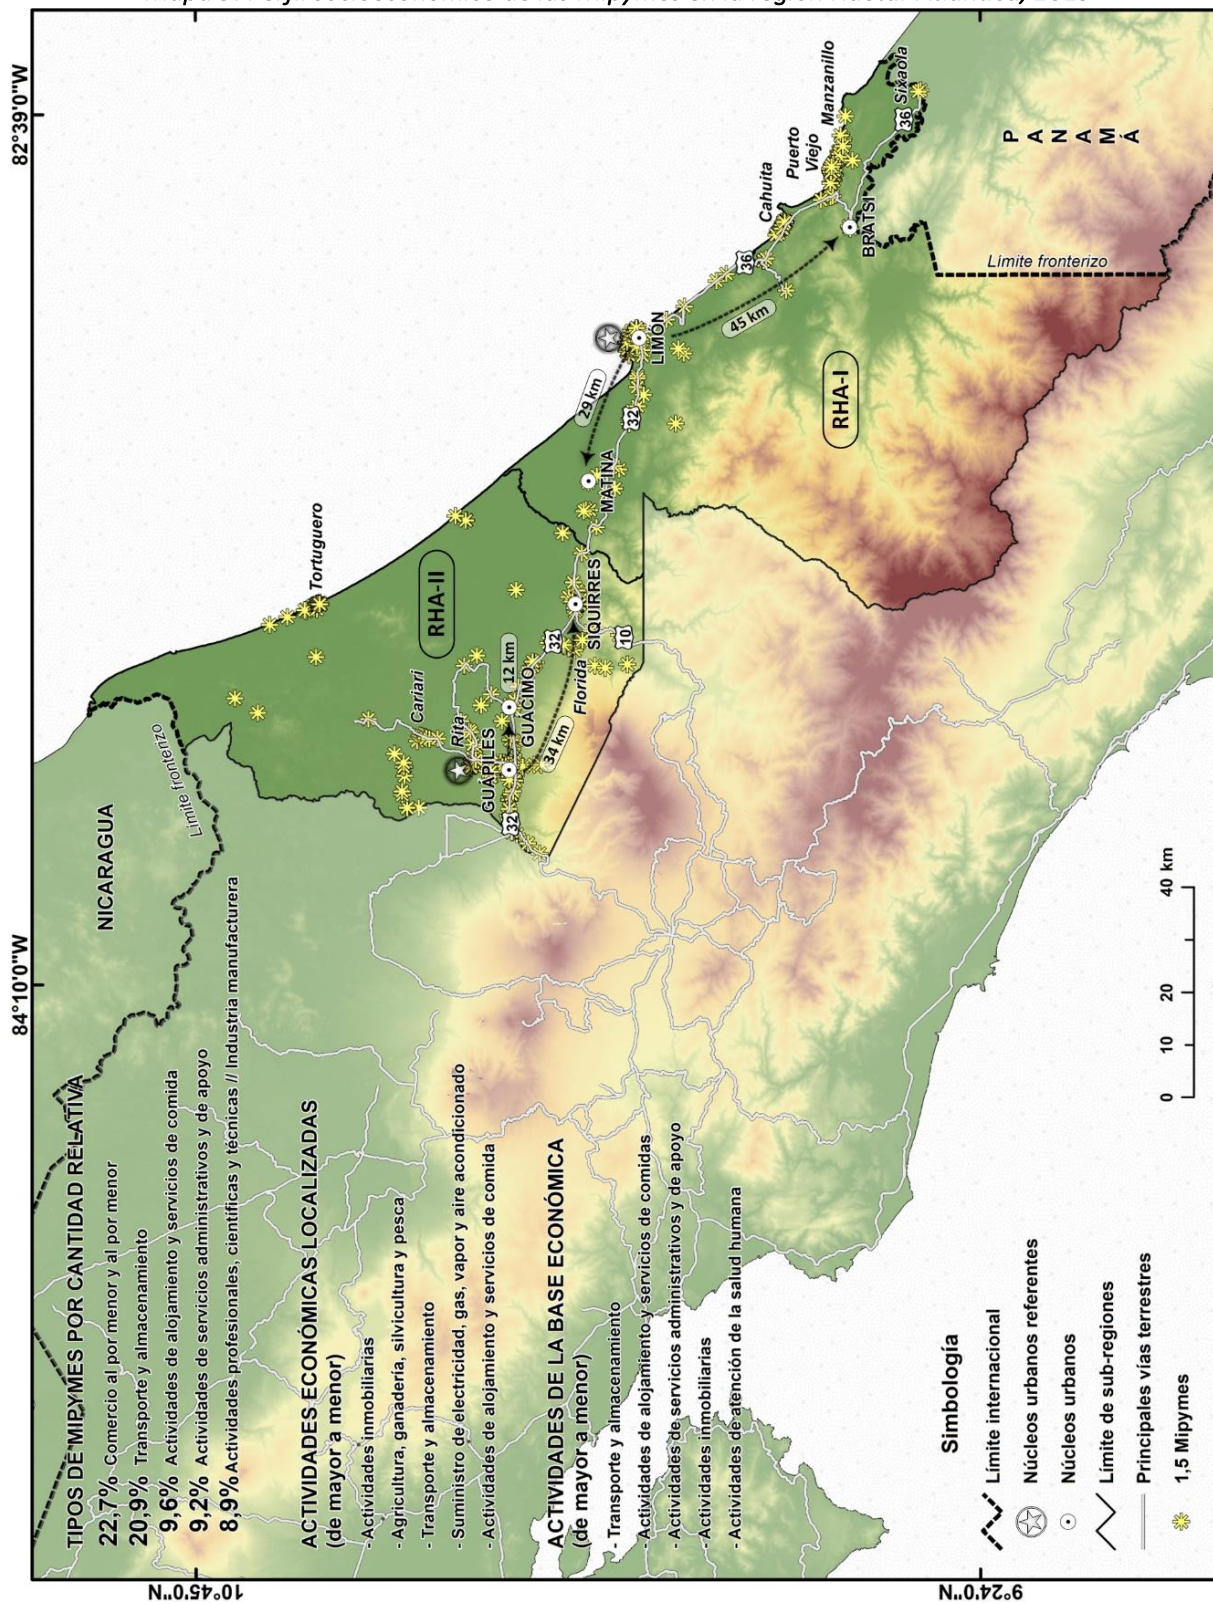 82°39'0"W
84°10'0"W
10°45'0"N
9°24'0"N
TIPOS DE MIPYMES POR CANTIDAD RELATIVA
22,7% Comercio al por menor y al por menor
20,9% Transporte y almacenamiento
9,6% Actividades de alojamiento y servicios de comida
9,2% Actividades de servicios administrativos y de apoyo
8,9% Actividades profesionales, científicas y técnicas // Industria manufacturera
ACTIVIDADES ECONÓMICAS LOCALIZADAS
(de mayor a menor)
- Actividades inmobiliarias
- Agricultura, ganadería, silvicultura y pesca
- Transporte y almacenamiento
- Suministro de electricidad, gas, vapor y aire acondicionado
- Actividades de alojamiento y servicios de comida
ACTIVIDADES DE LA BASE ECONÓMICA
(de mayor a menor)
- Transporte y almacenamiento
- Actividades de alojamiento y servicios de comidas
- Actividades de servicios administrativos y de apoyo
- Actividades inmobiliarias
- Actividades de atención de la salud humana
Simbología
Límite internacional
Núcleos urbanos referentes
Núcleos urbanos
Límite de sub-regiones
Principales vías terrestres
1,5 Mipymes
0 10 20 40 km
NICARAGUA
Límite fronterizo
Tortuguero
RHA-II
Cariari
Rita
GUÁPILES
12 km
GUÁCIMO
34 km
Florida
SIQUIRRES
32
32
10
MATINA
29 km
32
LIMÓN
45 km
36
RHA-I
Cahuita
Puerto
Viejo
Manzanillo
BRATSI
36
Sixaola
PANAMÁ
Límite fronterizo